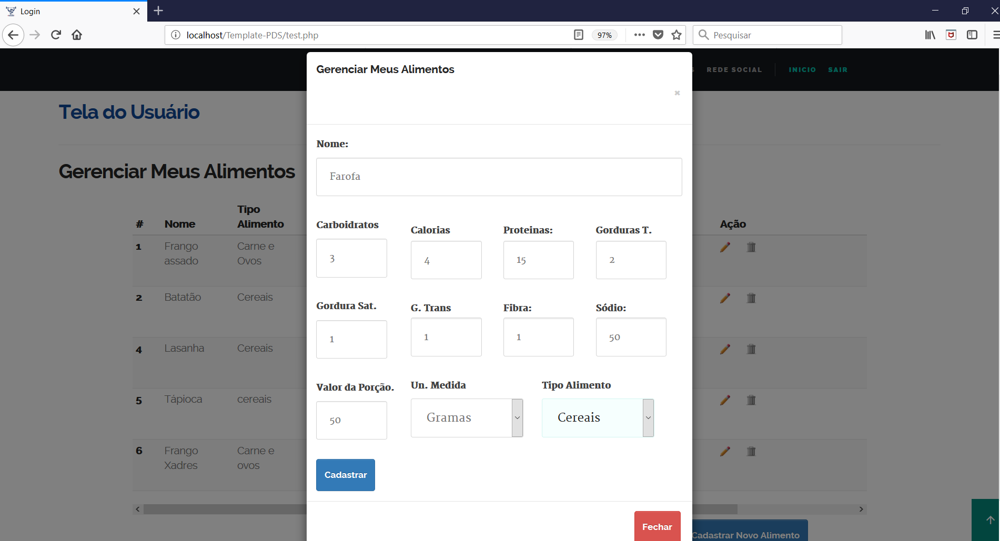 Login
localhost/Template-PDS/test.php
97%
Pesquisar
REDE SOCIAL
INICIO
SAIR
Tela do Usuário
Gerenciar Meus Alimentos
# Nome Tipo Alimento Ação
1 Frango assado Carne e Ovos
2 Batatão Cereais
4 Lasanha Cereais
5 Tápioca cereais
6 Frango Xadres Carne e ovos
Gerenciar Meus Alimentos
Nome:
Farofa
Carboidratos Calorias Proteinas: Gorduras T.
3 4 15 2
Gordura Sat. G. Trans Fibra: Sódio:
1 1 1 50
Valor da Porção. Un. Medida Tipo Alimento
50 Gramas Cereais
Cadastrar
Fechar
Cadastrar Novo Alimento